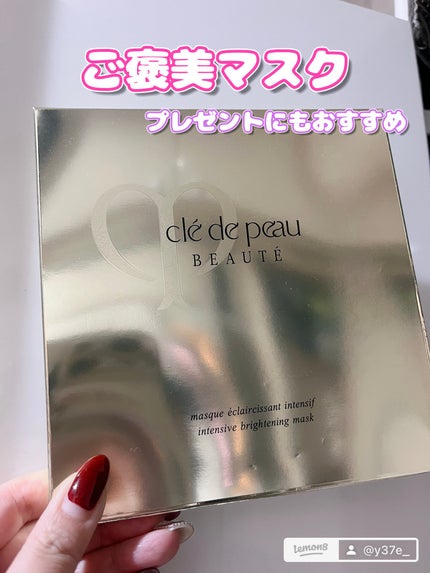 ご褒美マスク
プレゼントにもおすすめ
clé de peau
BEAUTÉ
masque éclaircissant intensif
intensive brightening mask
lemon8
@y37e_